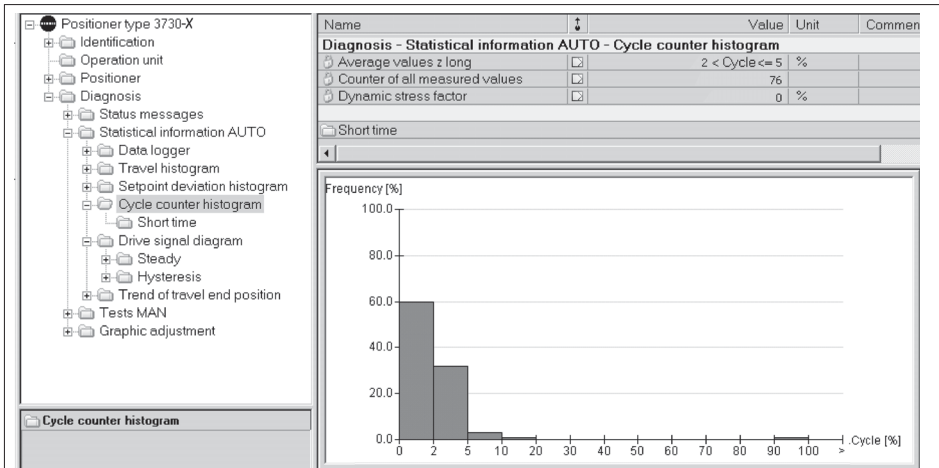 Positioner type 3730-X
Identification
Operation unit
Positioner
Diagnosis
Status messages
Statistical information AUTO
Data logger
Travel histogram
Setpoint deviation histogram
Cycle counter histogram
Short time
Drive signal diagram
Steady
Hysteresis
Trend of travel end position
Tests MAN
Graphic adjustment
Cycle counter histogram
Name Value Unit Commen
Diagnosis - Statistical information AUTO - Cycle counter histogram
Average values z long 2 < Cycle <= 5 %
Counter of all measured values 76
Dynamic stress factor 0 %
Short time
Frequency [%]
100.0
80.0
60.0
40.0
20.0
0.0
0 2 5 10 20 30 40 50 60 70 80 90 100 > .Cycle [%]